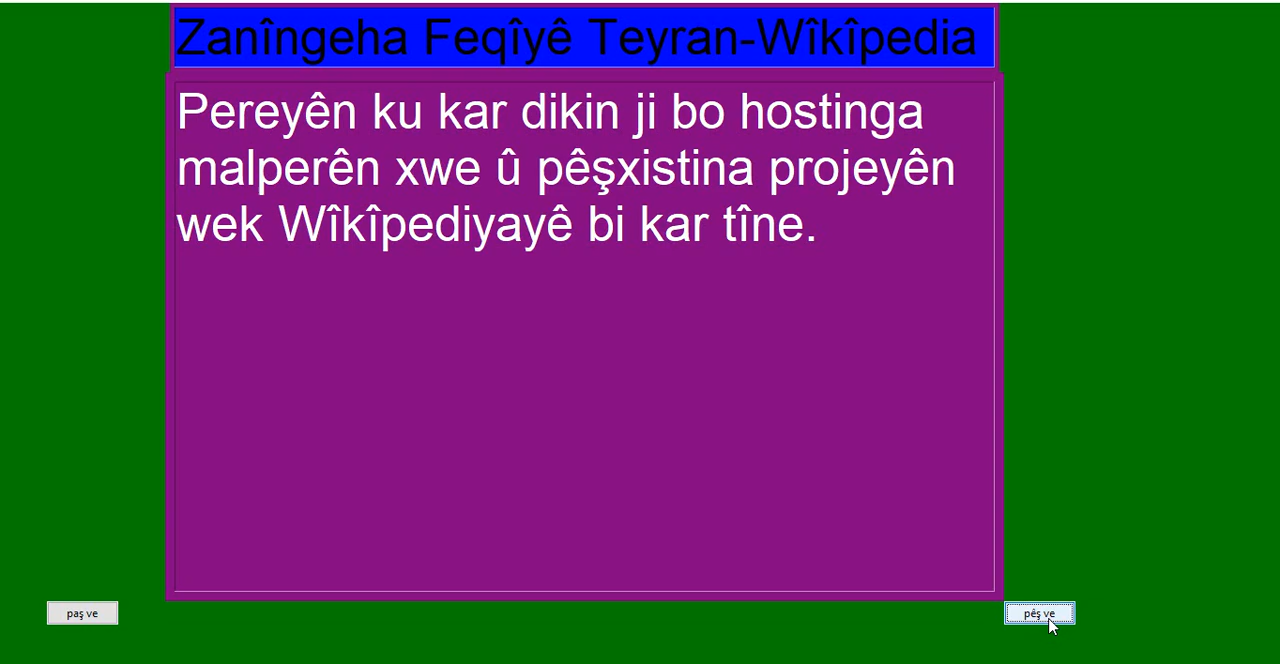 Zanîngeha Feqîyê Teyran-Wîkîpedia
Pereyên ku kar dikin ji bo hostinga
malperên xwe û pêşxistina projeyên
wek Wîkîpediyayê bi kar tîne.
paş ve
pêş ve